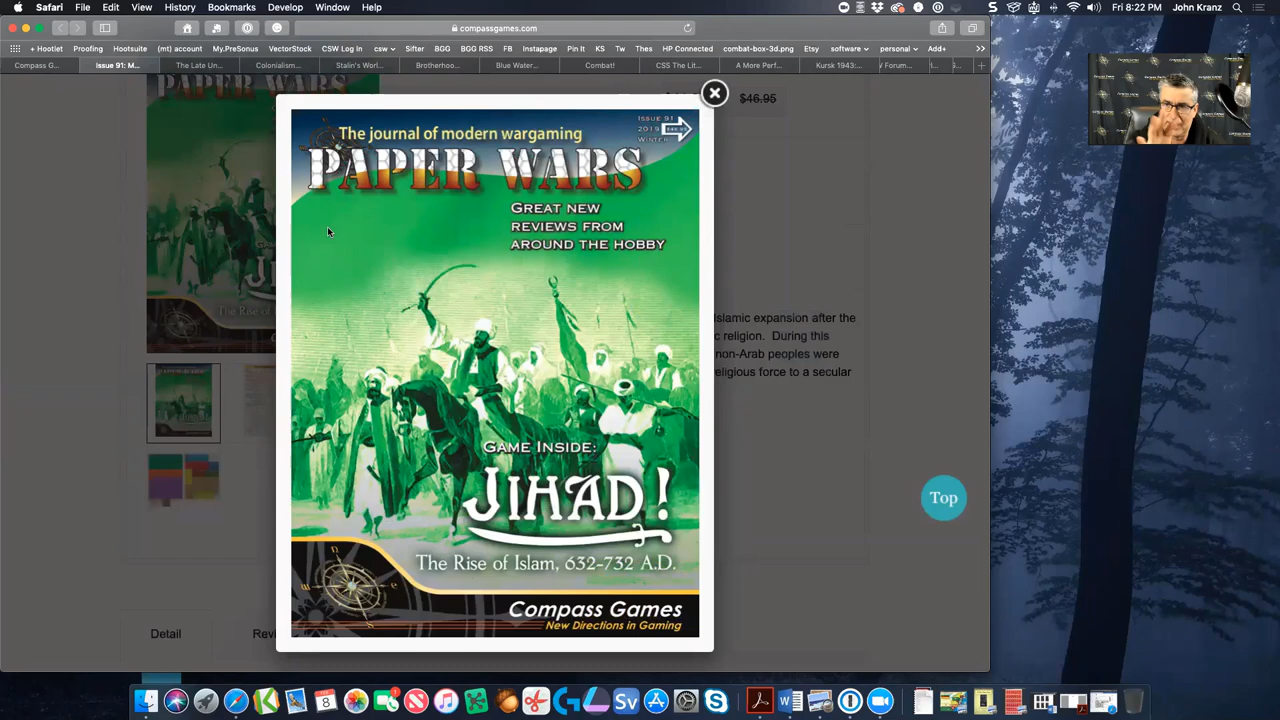 Safari File Edit View History Bookmarks Develop Window Help
Fri 8:22 PM John Kranz
compassgames.com
+ Hootlet Proofing Hootsuite (mt) account My.PreSonus VectorStock CSW Log In csw Sifter BGG BGG RSS FB Instapage Pin It KS Tw Thes HP Connected combat-box-3d.png Etsy software personal Add+
Compass G... Issue 91: M... The Late Un... Colonialism... Stalin's Worl... Brotherhoo... Blue Water... Combat! CSS The Lit... A More Perf... Kursk 1943:... Forum...
$46.95
Issue 91
2019
Winter
The journal of modern wargaming
PAPER WARS
Great new
reviews from
around the hobby
Islamic expansion after the
religion. During this
non-Arab peoples were
religious force to a secular
Game Inside:
Jihad!
The Rise of Islam, 632-732 A.D.
Compass Games
New Directions in Gaming
Top
Detail
Revi
8